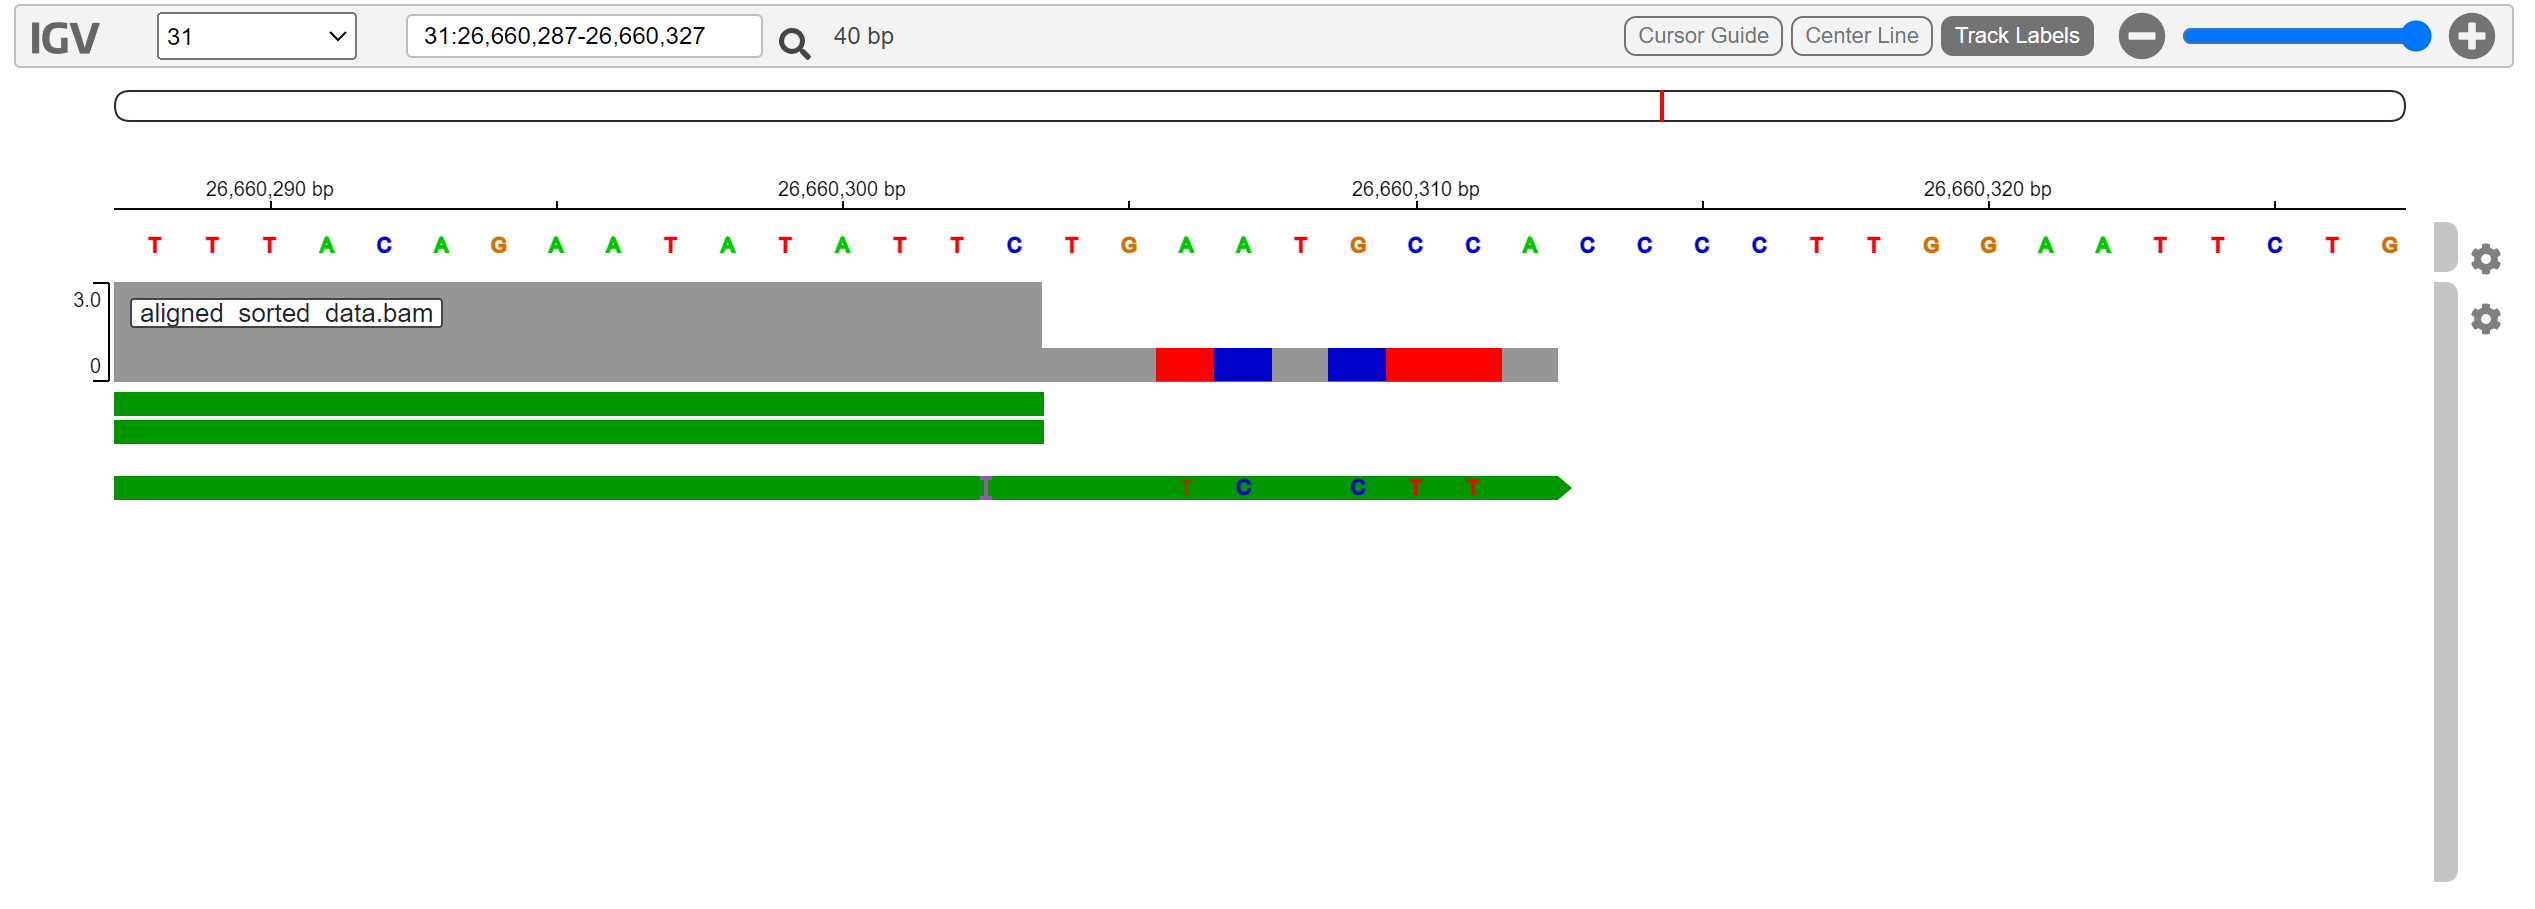 IGV 31 31:26,660,287-26,660,327 40 bp Cursor Guide Center Line Track Labels
26,660,290 bp 26,660,300 bp 26,660,310 bp 26,660,320 bp
T T T A C A G A A T A T A T T C T G A A T G C C A C C C C T T G G A A T T C T G
3.0
aligned_sorted_data.bam
0
I T C C T T